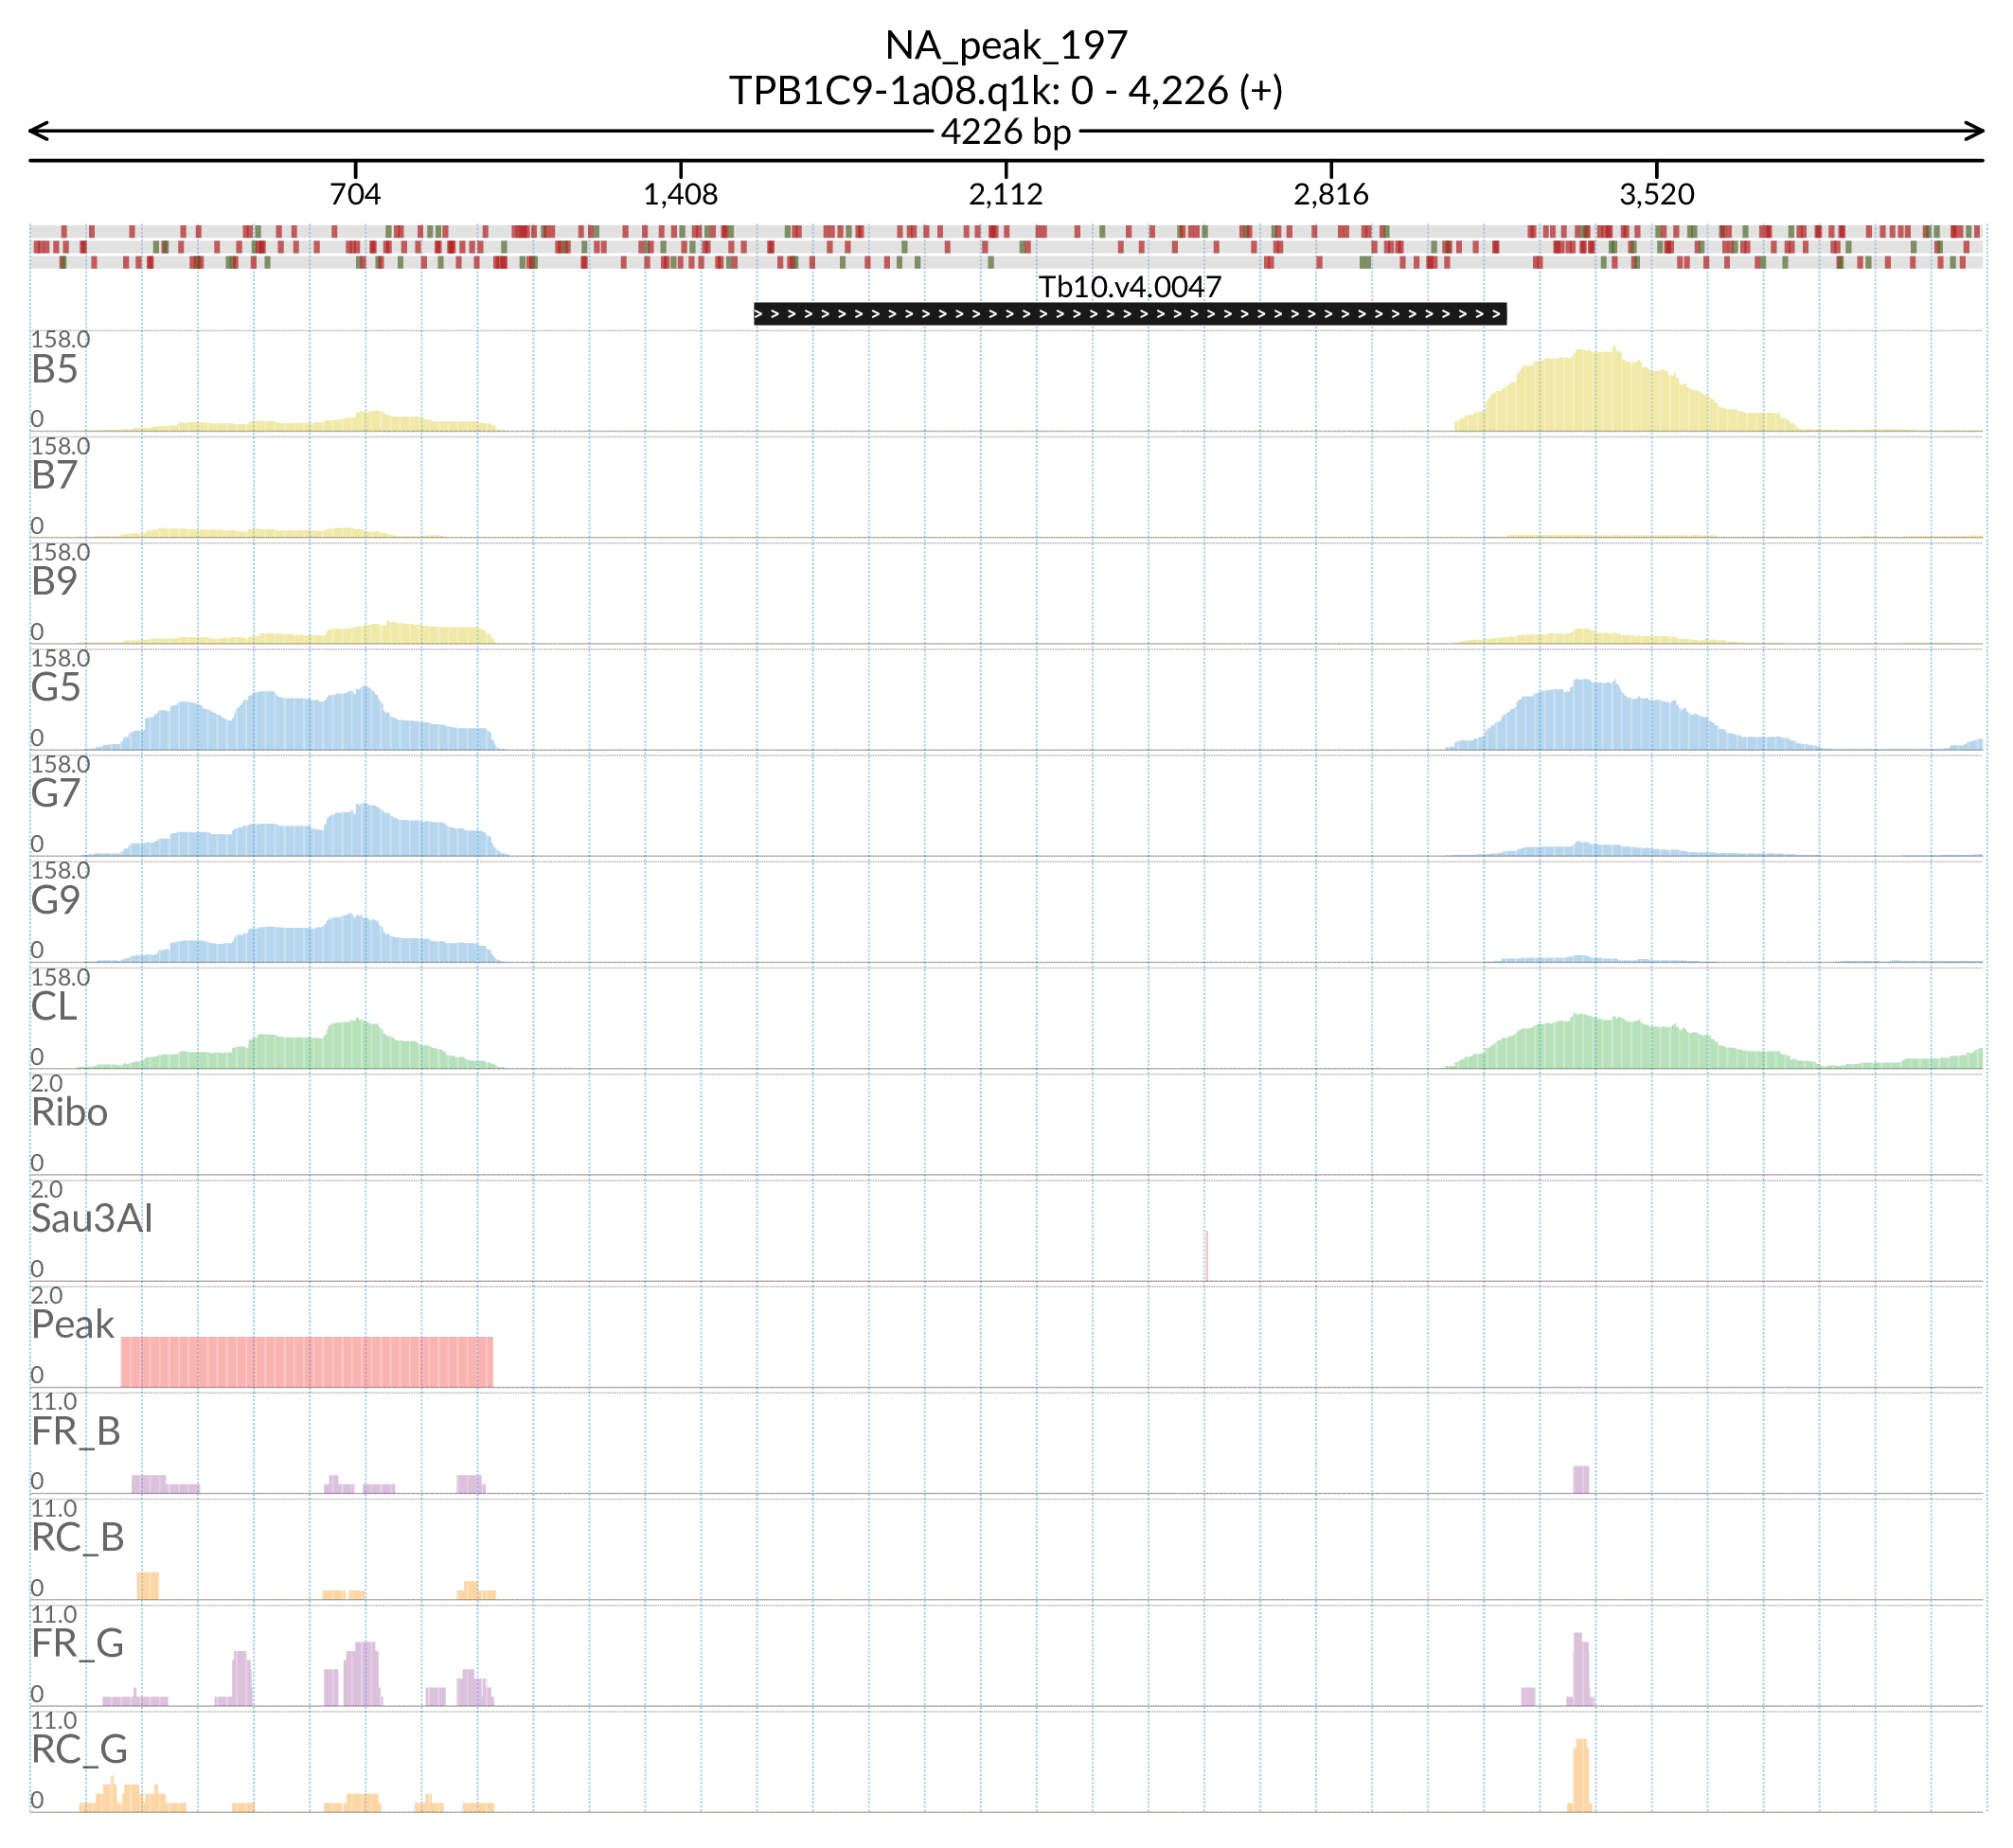 NA_peak_197
TPB1C9-1a08.q1k: 0 - 4,226 (+)
4226 bp
704 1,408 2,112 2,816 3,520
Tb10.v4.0047
158.0
B5
0
158.0
B7
0
158.0
B9
0
158.0
G5
0
158.0
G7
0
158.0
G9
0
158.0
CL
0
2.0
Ribo
0
2.0
Sau3AI
0
2.0
Peak
0
11.0
FR_B
0
11.0
RC_B
0
11.0
FR_G
0
11.0
RC_G
0